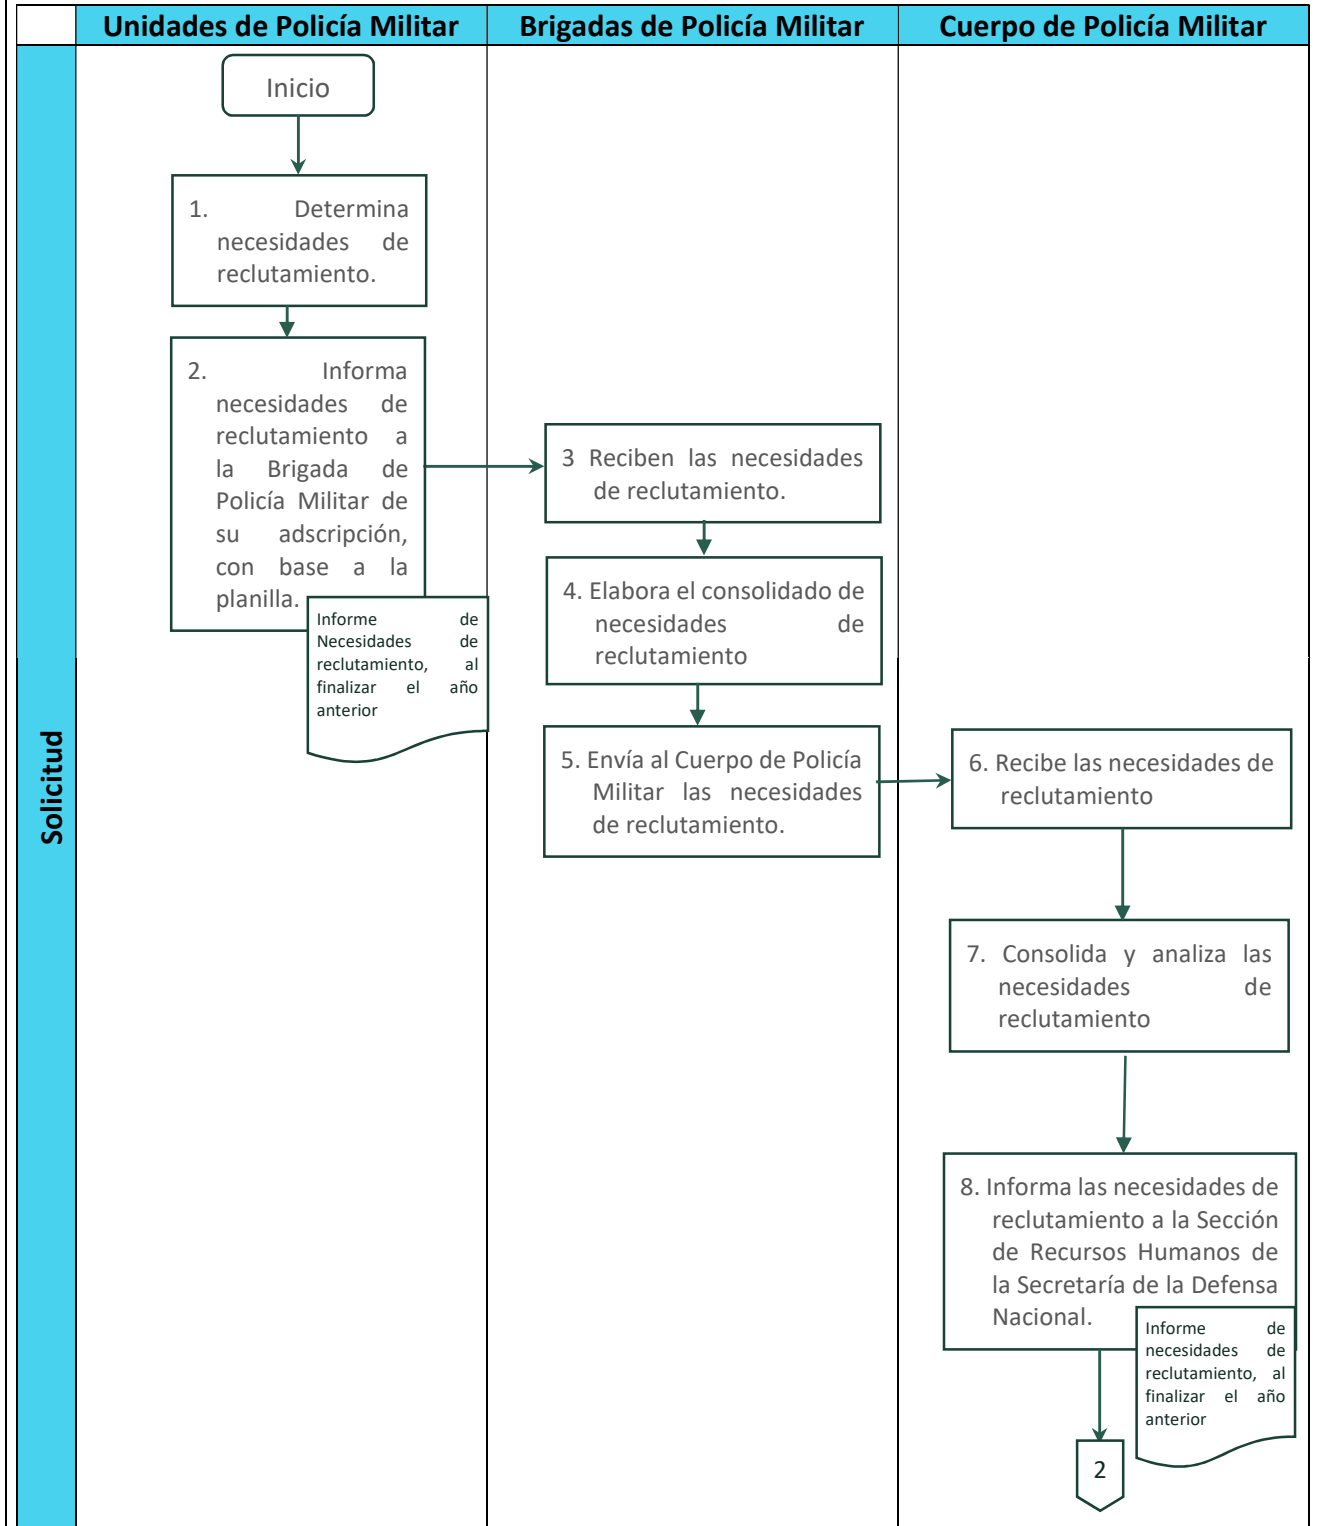 Unidades de Policía Militar
Brigadas de Policía Militar
Cuerpo de Policía Militar
Solicitud
Inicio
1. Determina
necesidades de
reclutamiento.
2. Informa
necesidades de
reclutamiento a
la Brigada de
Policía Militar de
su adscripción,
con base a la
planilla.
Informe de
Necesidades de
reclutamiento, al
finalizar el año
anterior
3 Reciben las necesidades
de reclutamiento.
4. Elabora el consolidado de
necesidades de
reclutamiento
5. Envía al Cuerpo de Policía
Militar las necesidades
de reclutamiento.
6. Recibe las necesidades de
reclutamiento
7. Consolida y analiza las
necesidades de
reclutamiento
8. Informa las necesidades de
reclutamiento a la Sección
de Recursos Humanos de
la Secretaría de la Defensa
Nacional.
Informe de
necesidades de
reclutamiento, al
finalizar el año
anterior
2